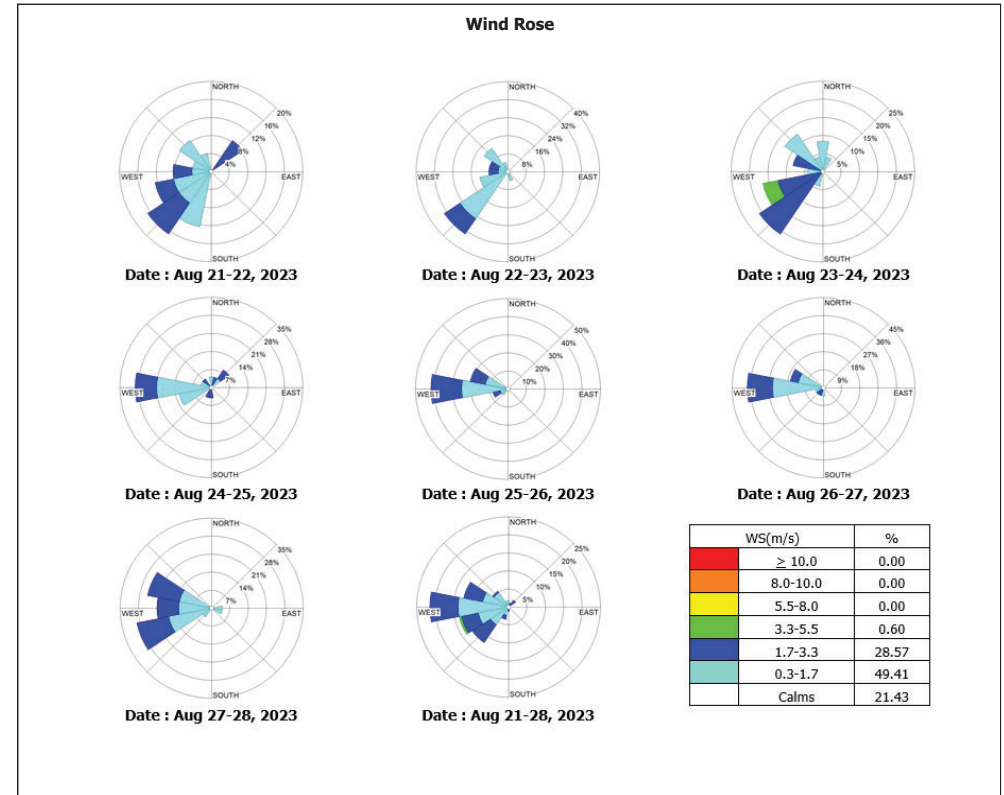 Wind Rose
NORTH
20%
16%
12%
8%
4%
WEST
EAST
SOUTH
Date : Aug 21-22, 2023
NORTH
40%
32%
24%
16%
8%
WEST
EAST
SOUTH
Date : Aug 22-23, 2023
NORTH
25%
20%
15%
10%
5%
WEST
EAST
SOUTH
Date : Aug 23-24, 2023
NORTH
35%
28%
21%
14%
7%
WEST
EAST
SOUTH
Date : Aug 24-25, 2023
NORTH
50%
40%
30%
20%
10%
WEST
EAST
SOUTH
Date : Aug 25-26, 2023
NORTH
45%
36%
27%
18%
9%
WEST
EAST
SOUTH
Date : Aug 26-27, 2023
NORTH
35%
28%
21%
14%
7%
WEST
EAST
SOUTH
Date : Aug 27-28, 2023
NORTH
25%
20%
15%
10%
5%
WEST
EAST
SOUTH
Date : Aug 21-28, 2023
WS(m/s) %
≥ 10.0 0.00
8.0-10.0 0.00
5.5-8.0 0.00
3.3-5.5 0.60
1.7-3.3 28.57
0.3-1.7 49.41
Calms 21.43